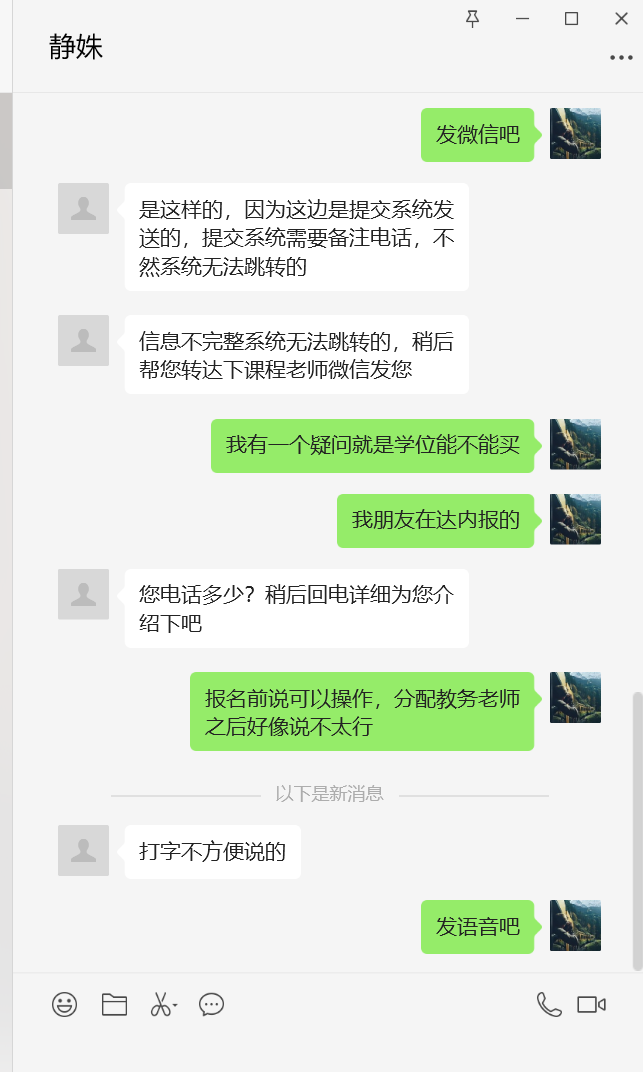 静姝
发微信吧
是这样的，因为这边是提交系统发
送的，提交系统需要备注电话，不
然系统无法跳转的
信息不完整系统无法跳转的，稍后
帮您转达下课程老师微信发您
我有一个疑问就是学位能不能买
我朋友在达内报的
您电话多少？稍后回电详细为您介
绍下吧
报名前说可以操作，分配教务老师
之后好像说不太行
以下是新消息
打字不方便说的
发语音吧